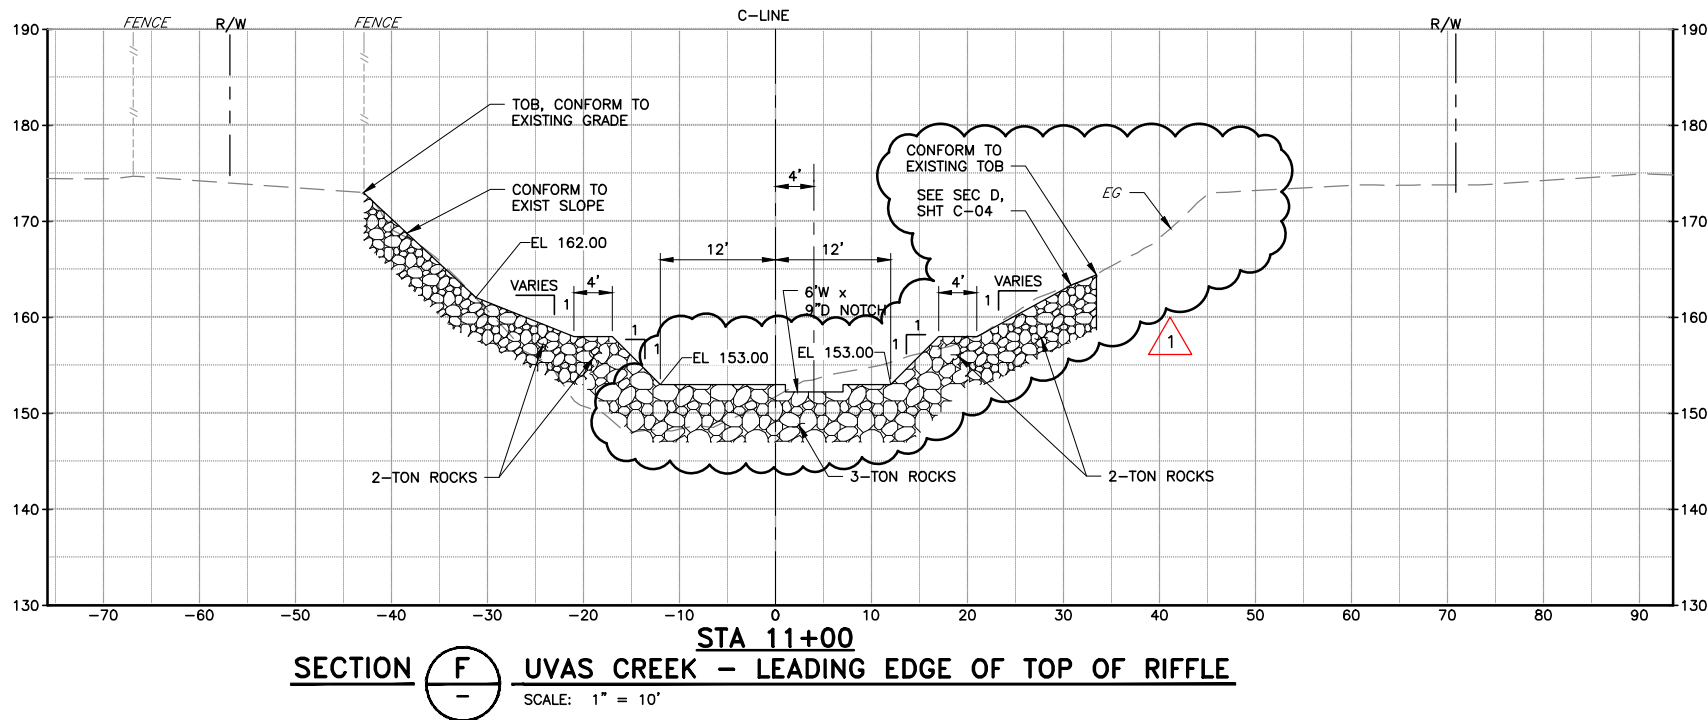 C-LINE
FENCE
R/W
FENCE
R/W
190
190
TOB, CONFORM TO
EXISTING GRADE
180
180
CONFORM TO
EXISTING TOB
4'
CONFORM TO
EXIST SLOPE
SEE SEC D,
SHT C-04
EG
170
170
EL 162.00
12'
12'
VARIES
1
4'
6'W x
9"D NOTCH
4'
1
VARIES
160
160
1
1
1
1
1
EL 153.00
EL 153.00
150
150
2-TON ROCKS
3-TON ROCKS
2-TON ROCKS
140
140
130
130
-70
-60
-50
-40
-30
-20
-10
0
10
20
30
40
50
60
70
80
90
STA 11+00
SECTION
F
-
UVAS CREEK - LEADING EDGE OF TOP OF RIFFLE
SCALE: 1" = 10'